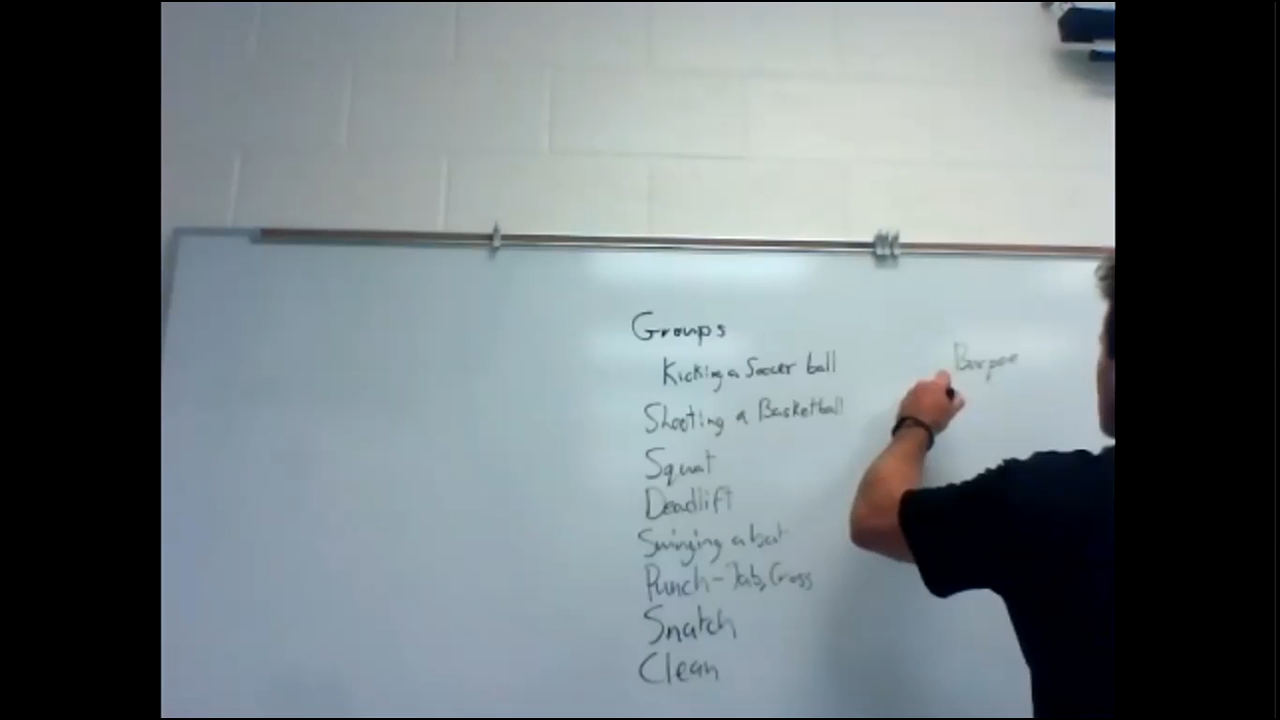 Groups
Kicking a Soccer ball
Shooting a Basketball
Squat
Deadlift
Swinging a bat
Punch - Jab, Cross
Snatch
Clean
Burpee